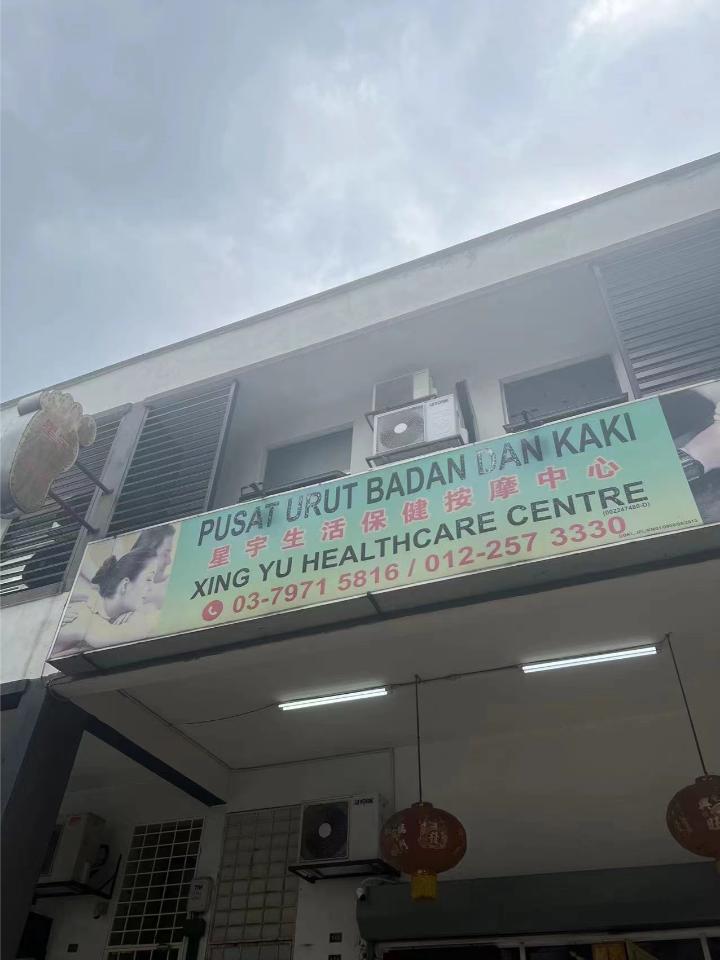 PUSAT URUT BADAN DAN KAKI
星宇生活保健按摩中心
XING YU HEALTHCARE CENTRE
(002247480-D)
03-7971 5816 / 012-257 3330